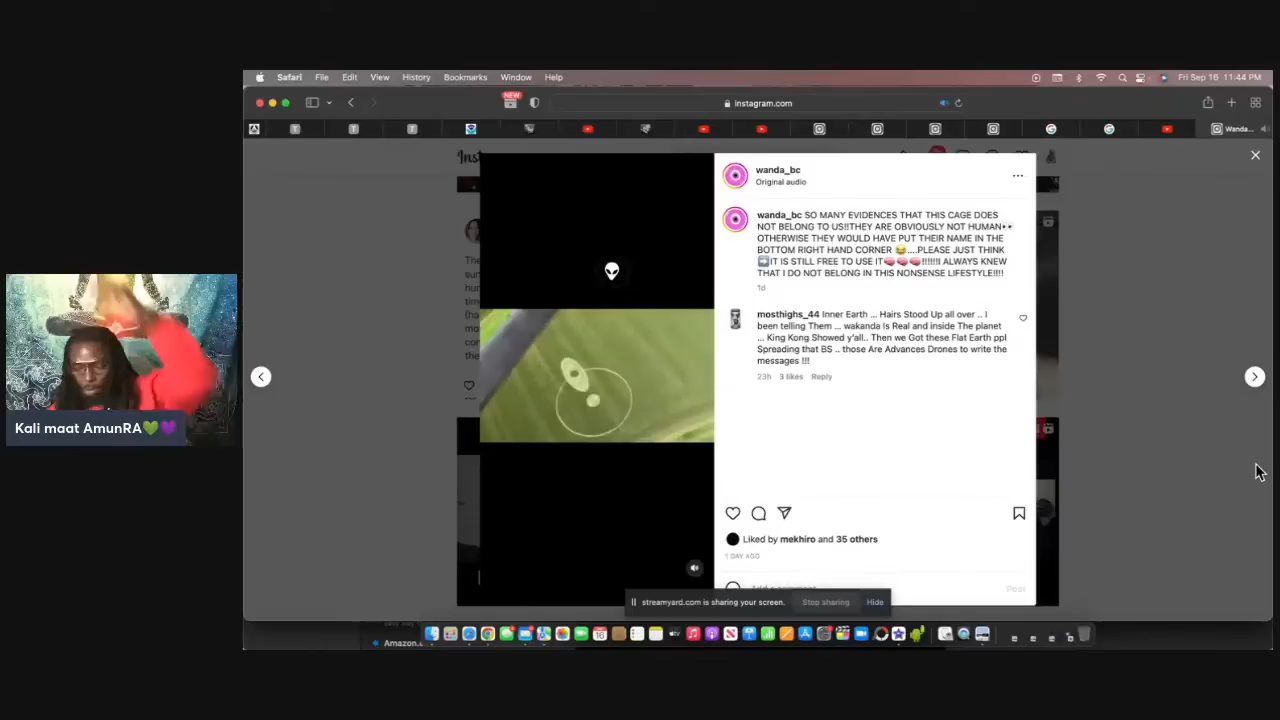 Safari File Edit View History Bookmarks Window Help
Fri Sep 16 11:44 PM
NEW
instagram.com
Wanda...
wanda_bc
Original audio
wanda_bc SO MANY EVIDENCES THAT THIS CAGE DOES
NOT BELONG TO US!!THEY ARE OBVIOUSLY NOT HUMAN👀
OTHERWISE THEY WOULD HAVE PUT THEIR NAME IN THE
BOTTOM RIGHT HAND CORNER 😂....PLEASE JUST THINK
➡️IT IS STILL FREE TO USE IT🧠🧠🧠!!!!!!I ALWAYS KNEW
THAT I DO NOT BELONG IN THIS NONSENSE LIFESTYLE!!!!
1d
mosthighs_44 Inner Earth ... Hairs Stood Up all over .. I
been telling Them ... wakanda Is Real and inside The planet
... King Kong Showed y'all.. Then we Got these Flat Earth ppl
Spreading that BS .. those Are Advances Drones to write the
messages !!!
23h 3 likes Reply
Kali maat AmunRA💚💜
Liked by mekhiro and 35 others
1 DAY AGO
Post
streamyard.com is sharing your screen. Stop sharing Hide
16